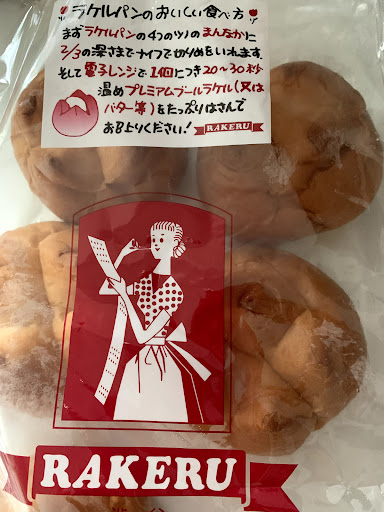 ラケルパンのおいしい食べ方
まずラケルパンの4つのツノのまんなかに
2/3の深さまでナイフで切りめをいれます。
そして電子レンジで1個につき20～30秒
温めプレミアムブールラケル(又は
バター等)をたっぷりはさんで
お召し上りください!
RAKERU
RAKERU